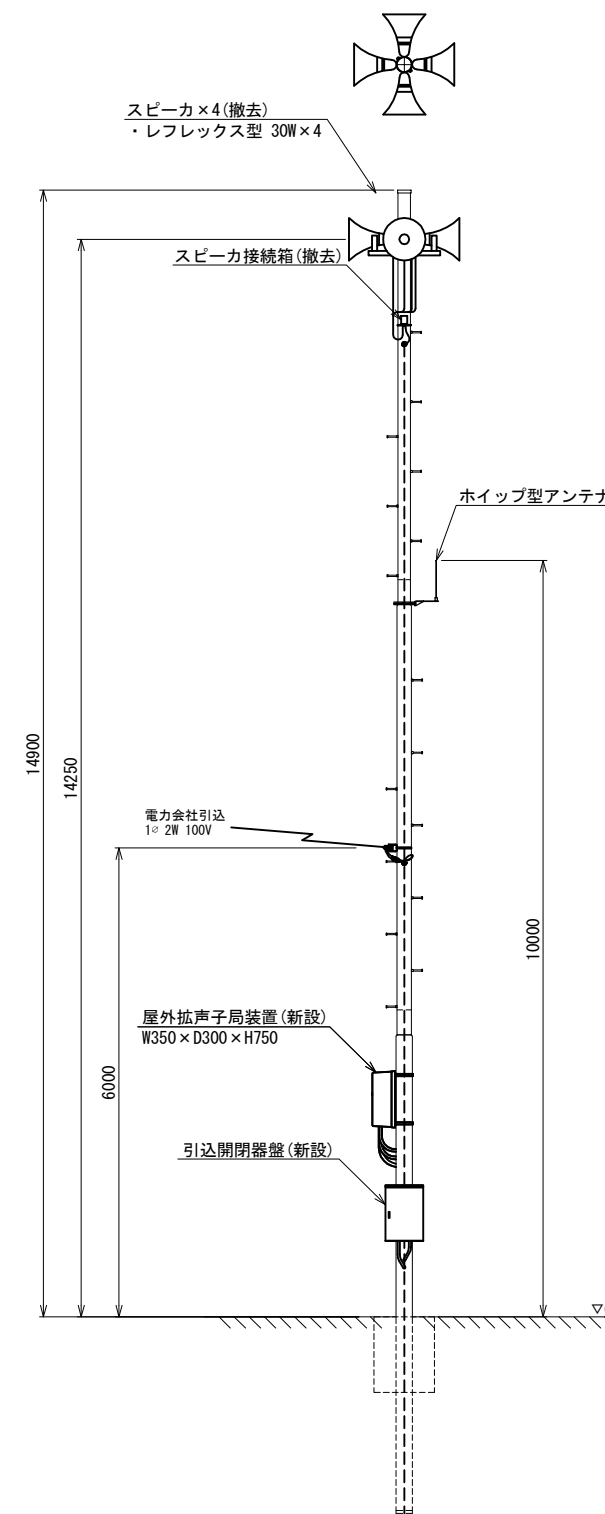 スピーカ×4(撤去)
・レフレックス型 30W×4
スピーカ接続箱(撤去)
ホイップ型アンテナ
14900
14250
電力会社引込
1∅ 2W 100V
10000
6000
屋外拡声子局装置(新設)
W350×D300×H750
引込開閉器盤(新設)
▽